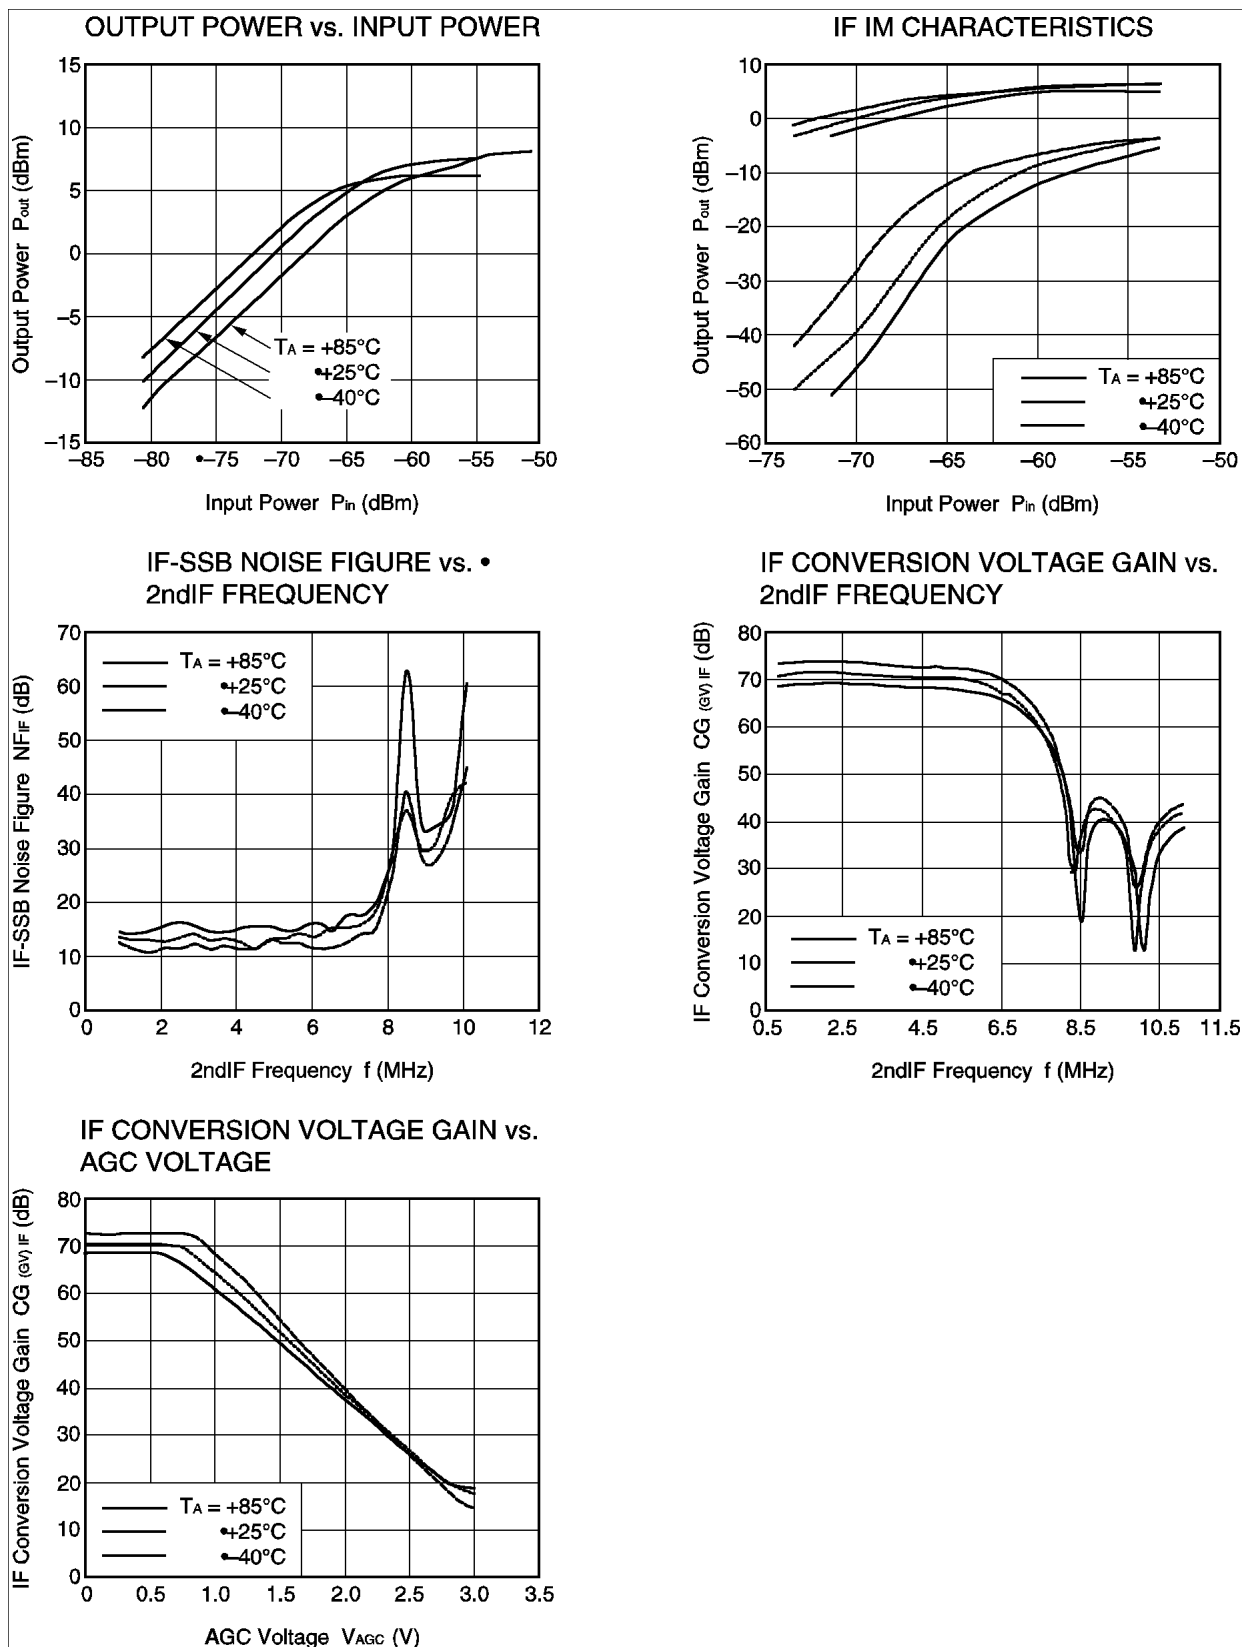 OUTPUT POWER vs. INPUT POWER
15
10
5
0
–5
–10
–15
Output Power Pout (dBm)
TA = +85°C
•+25°C
•–40°C
–85 –80 •–75 –70 –65 –60 –55 –50
Input Power Pin (dBm)
IF IM CHARACTERISTICS
10
0
–10
–20
–30
–40
–50
–60
Output Power Pout (dBm)
TA = +85°C
•+25°C
•–40°C
–75 –70 –65 –60 –55 –50
Input Power Pin (dBm)
IF-SSB NOISE FIGURE vs. •
2ndIF FREQUENCY
70
60
50
40
30
20
10
0
IF-SSB Noise Figure NFIF (dB)
TA = +85°C
•+25°C
•–40°C
0 2 4 6 8 10 12
2ndIF Frequency f (MHz)
IF CONVERSION VOLTAGE GAIN vs.
2ndIF FREQUENCY
80
70
60
50
40
30
20
10
0
IF Conversion Voltage Gain CG (GV) IF (dB)
TA = +85°C
•+25°C
•–40°C
0.5 2.5 4.5 6.5 8.5 10.5 11.5
2ndIF Frequency f (MHz)
IF CONVERSION VOLTAGE GAIN vs.
AGC VOLTAGE
80
70
60
50
40
30
20
10
0
IF Conversion Voltage Gain CG (GV) IF (dB)
TA = +85°C
•+25°C
•–40°C
0 0.5 1.0 1.5 2.0 2.5 3.0 3.5
AGC Voltage VAGC (V)